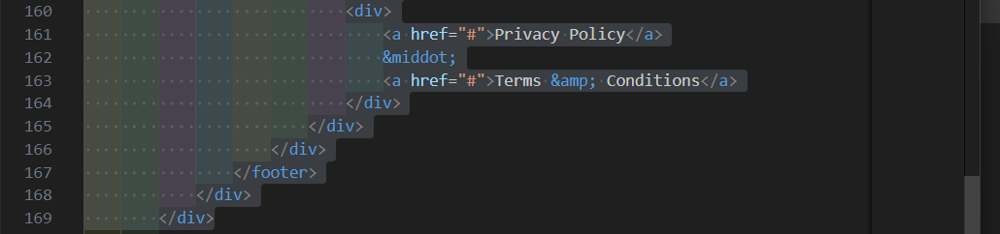 160 <div>
161 <a href="#">Privacy Policy</a>
162 &middot;
163 <a href="#">Terms &amp; Conditions</a>
164 </div>
165 </div>
166 </div>
167 </footer>
168 </div>
169 </div>